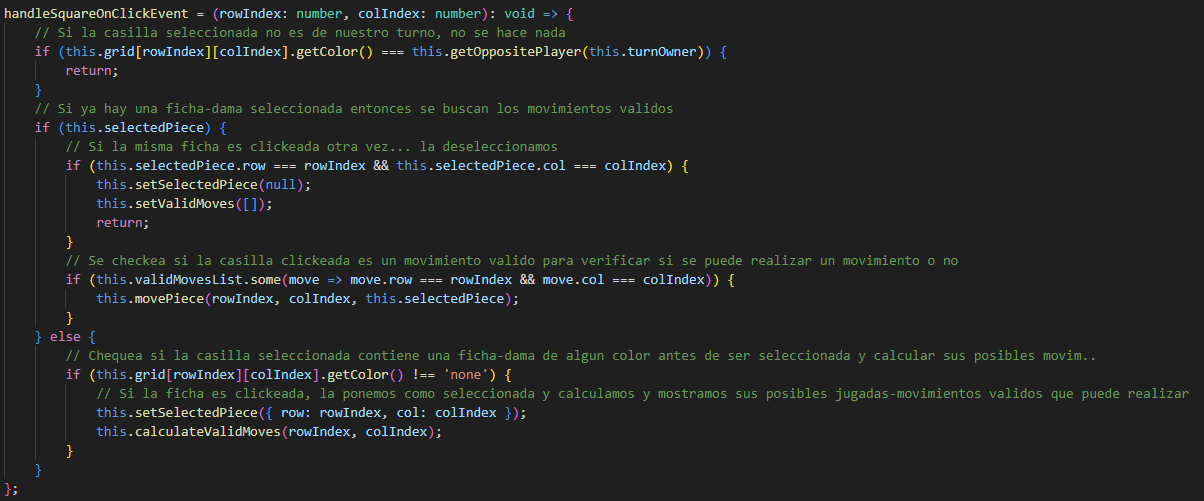 handleSquareOnClickEvent = (rowIndex: number, colIndex: number): void => {
    // Si la casilla seleccionada no es de nuestro turno, no se hace nada
    if (this.grid[rowIndex][colIndex].getColor() === this.getOppositePlayer(this.turnOwner)) {
        return;
    }
    // Si ya hay una ficha-dama seleccionada entonces se buscan los movimientos validos
    if (this.selectedPiece) {
        // Si la misma ficha es clickeada otra vez... la deseleccionamos
        if (this.selectedPiece.row === rowIndex && this.selectedPiece.col === colIndex) {
            this.setSelectedPiece(null);
            this.setValidMoves([]);
            return;
        }
        // Se checkea si la casilla clickeada es un movimiento valido para verificar si se puede realizar un movimiento o no
        if (this.validMovesList.some(move => move.row === rowIndex && move.col === colIndex)) {
            this.movePiece(rowIndex, colIndex, this.selectedPiece);
        }
    } else {
        // Chequea si la casilla seleccionada contiene una ficha-dama de algun color antes de ser seleccionada y calcular sus posibles movim..
        if (this.grid[rowIndex][colIndex].getColor() !== 'none') {
            // Si la ficha es clickeada, la ponemos como seleccionada y calculamos y mostramos sus posibles jugadas-movimientos validos que puede realizar
            this.setSelectedPiece({ row: rowIndex, col: colIndex });
            this.calculateValidMoves(rowIndex, colIndex);
        }
    }
};